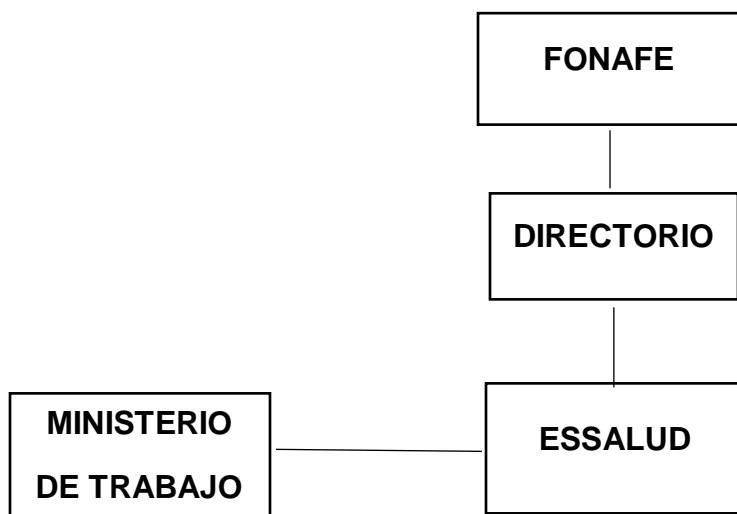 FONAFE
DIRECTORIO
MINISTERIO
DE TRABAJO
ESSALUD